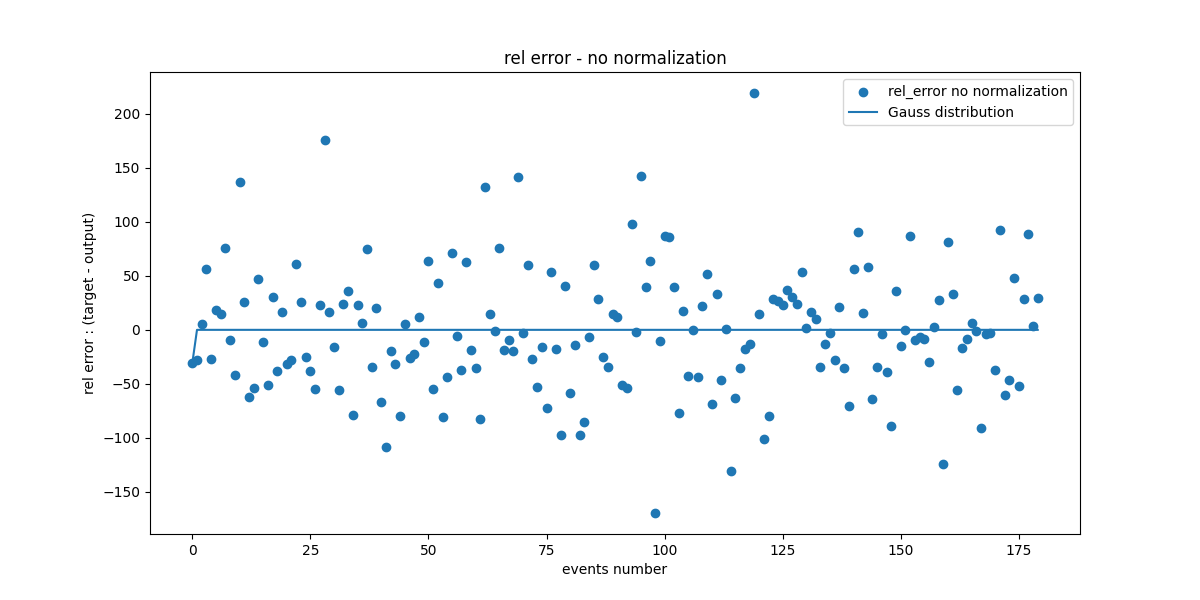 rel error - no normalization
rel_error no normalization
Gauss distribution
rel error : (target - output)
200
150
100
50
0
−50
−100
−150
0 25 50 75 100 125 150 175
events number